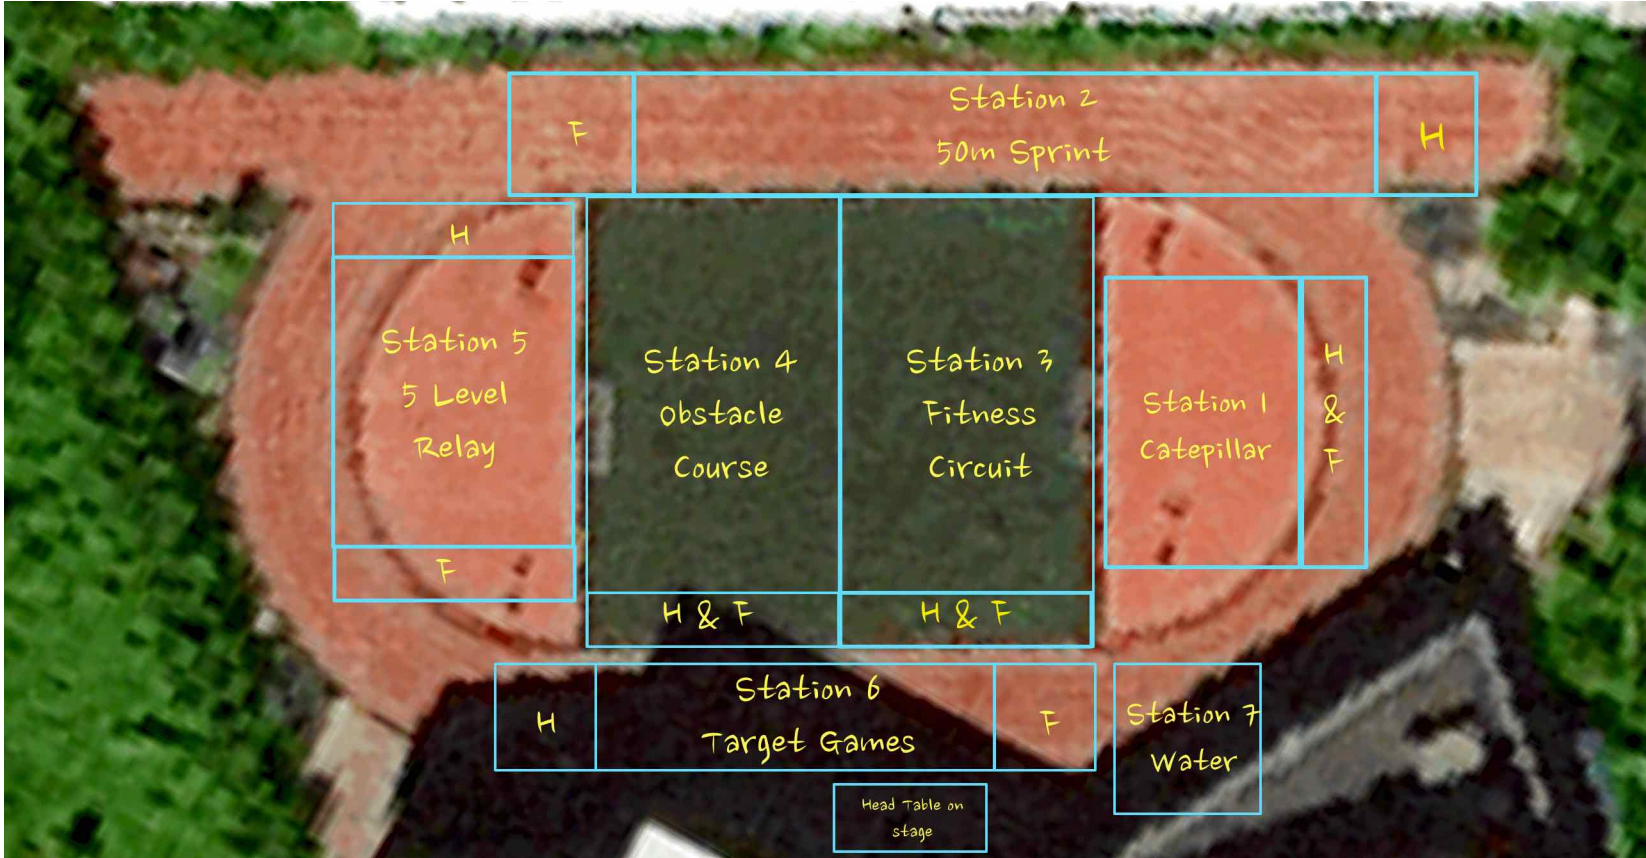 F
Station 2
50m Sprint
H
H
Station 5
5 Level
Relay
F
Station 4
Obstacle
Course
H & F
Station 3
Fitness
Circuit
H & F
Station 1
Catepillar
H
&
F
H
Station 6
Target Games
F
Station 7
Water
Head Table on
stage